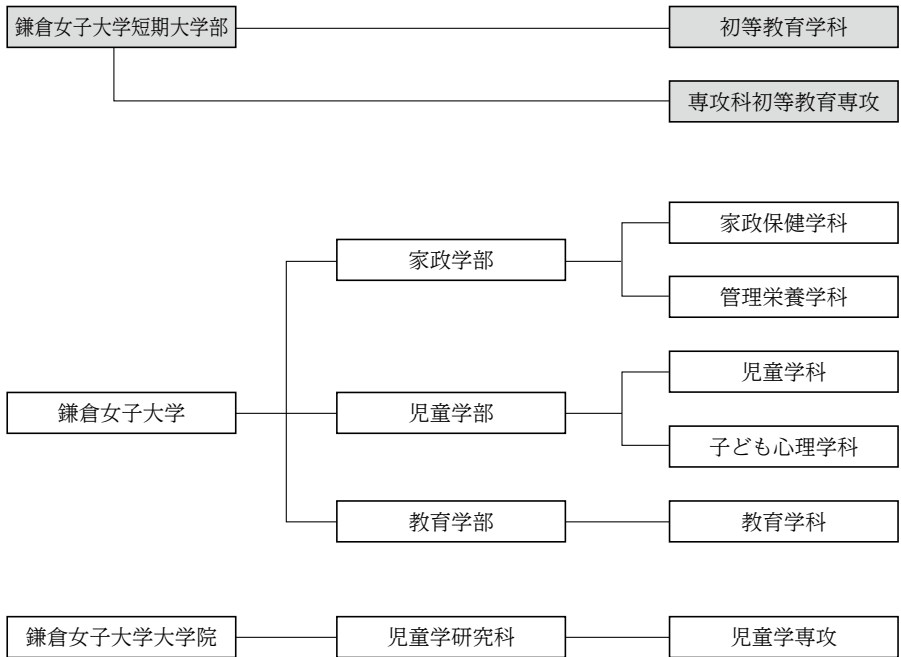 鎌倉女子大学短期大学部
初等教育学科
専攻科初等教育専攻
家政保健学科
家政学部
管理栄養学科
児童学科
鎌倉女子大学
児童学部
子ども心理学科
教育学部
教育学科
鎌倉女子大学大学院
児童学研究科
児童学専攻